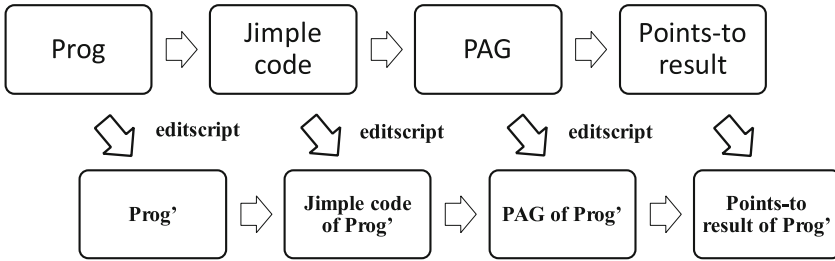 Prog
Jimple
code
PAG
Points-to
result
editscript
editscript
editscript
Prog’
Jimple code
of Prog’
PAG of Prog’
Points-to
result of Prog’